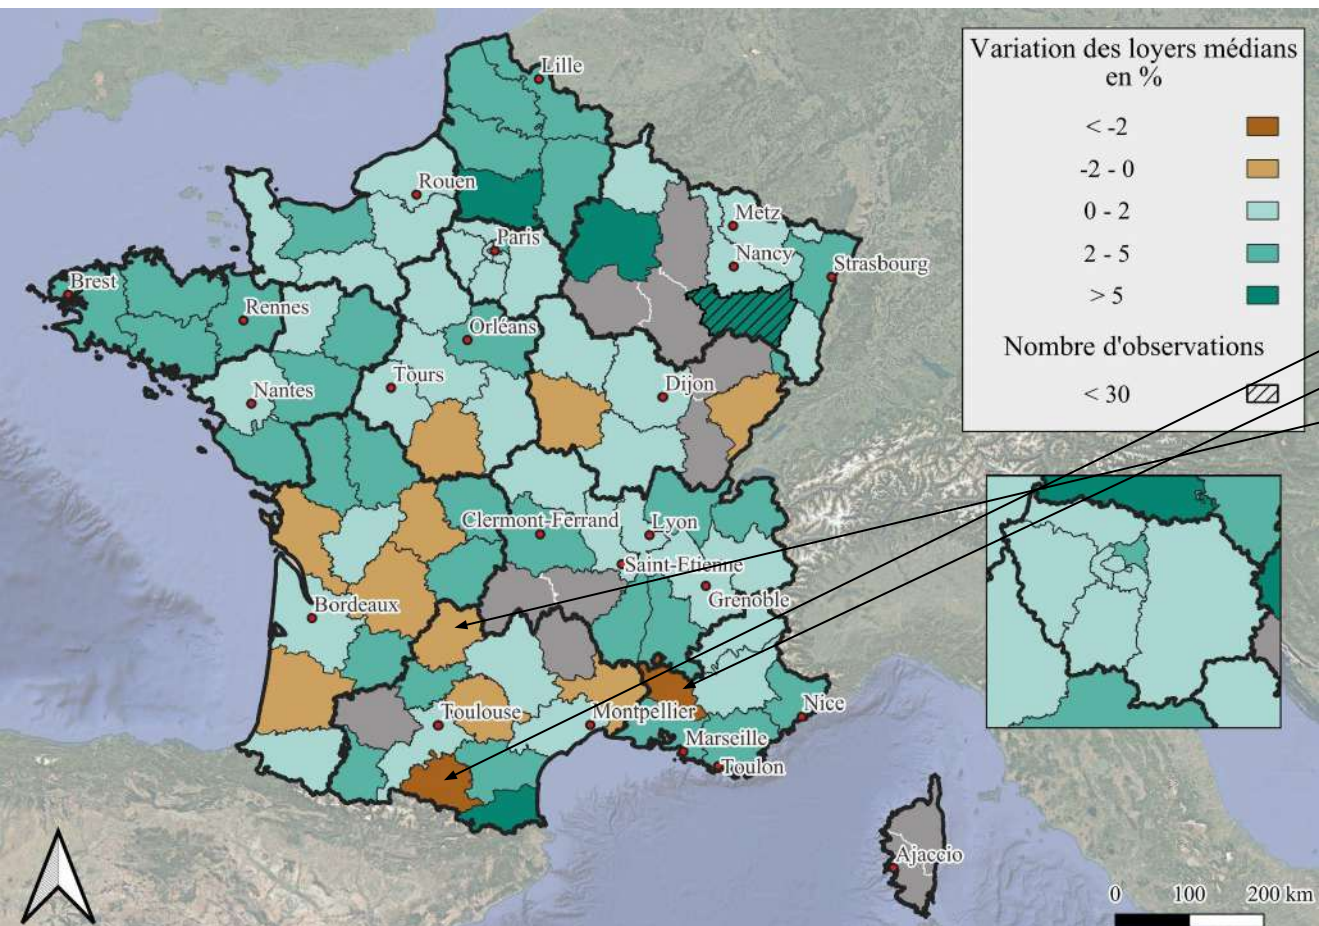 Variation des loyers médians
en %
< -2
-2 - 0
0 - 2
2 - 5
> 5
Nombre d'observations
< 30
Lille
Rouen
Metz
Paris
Nancy
Strasbourg
Brest
Rennes
Orléans
Tours
Dijon
Nantes
Clermont-Ferrand
Lyon
Saint-Etienne
Grenoble
Bordeaux
Nice
Toulouse
Montpellier
Marseille
Toulon
Ajaccio
0 100 200 km